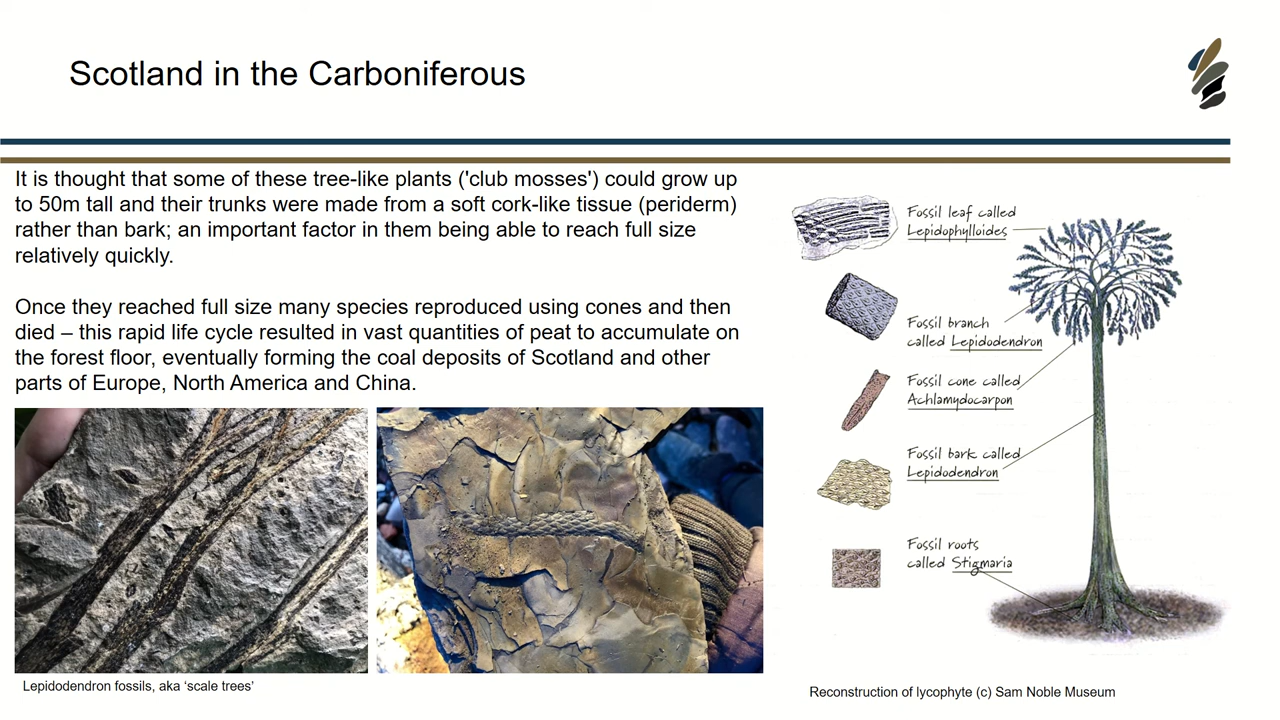 Scotland in the Carboniferous
It is thought that some of these tree-like plants ('club mosses') could grow up
to 50m tall and their trunks were made from a soft cork-like tissue (periderm)
rather than bark; an important factor in them being able to reach full size
relatively quickly.
Once they reached full size many species reproduced using cones and then
died – this rapid life cycle resulted in vast quantities of peat to accumulate on
the forest floor, eventually forming the coal deposits of Scotland and other
parts of Europe, North America and China.
Lepidodendron fossils, aka ‘scale trees’
Fossil leaf called
Lepidophylloides
Fossil branch
called Lepidodendron
Fossil cone called
Achlamydocarpon
Fossil bark called
Lepidodendron
Fossil roots
called Stigmaria
Reconstruction of lycophyte (c) Sam Noble Museum